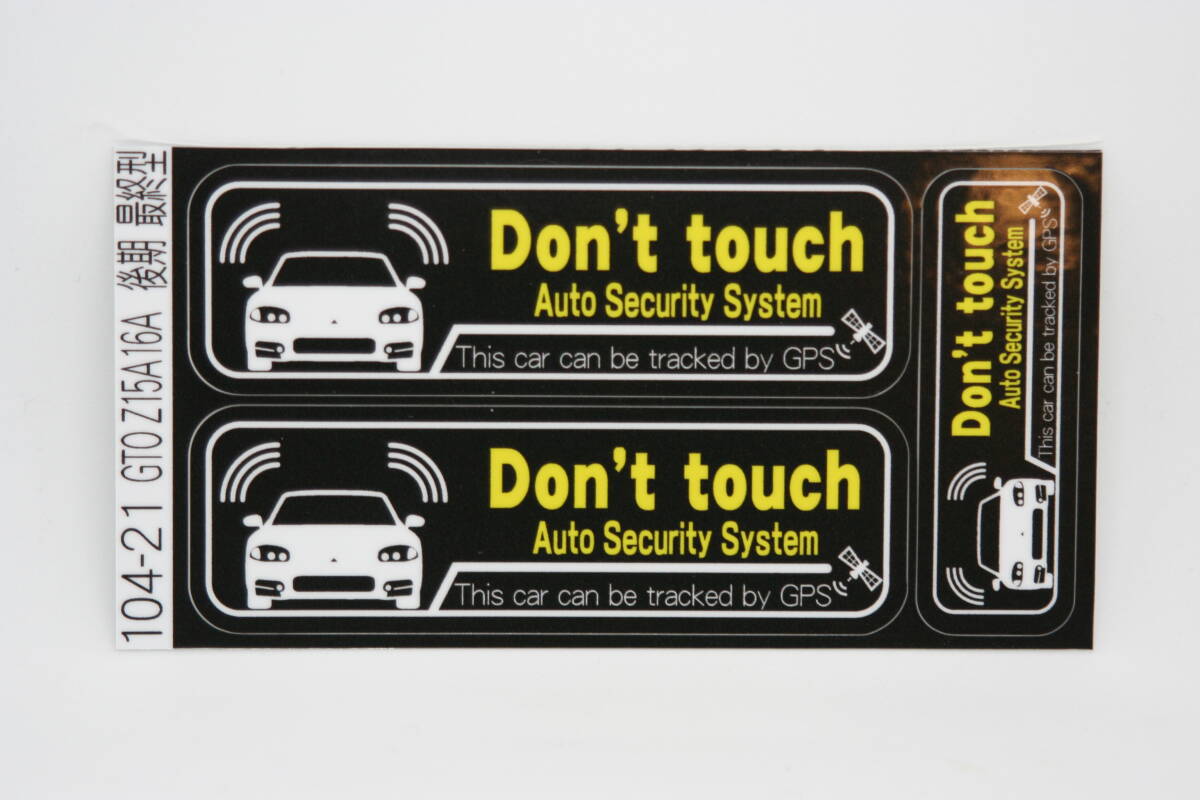 104-21 GTO Z15A16A 後期 最終型
Don't touch
Auto Security System
This car can be tracked by GPS
Don't touch
Auto Security System
This car can be tracked by GPS
Don't touch
Auto Security System
This car can be tracked by GPS